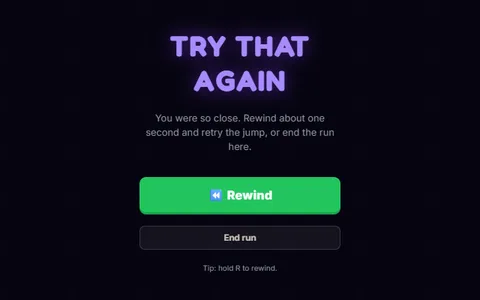 TRY THAT
AGAIN
You were so close. Rewind about one
second and retry the jump, or end the run
here.
⏪ Rewind
End run
Tip: hold R to rewind.